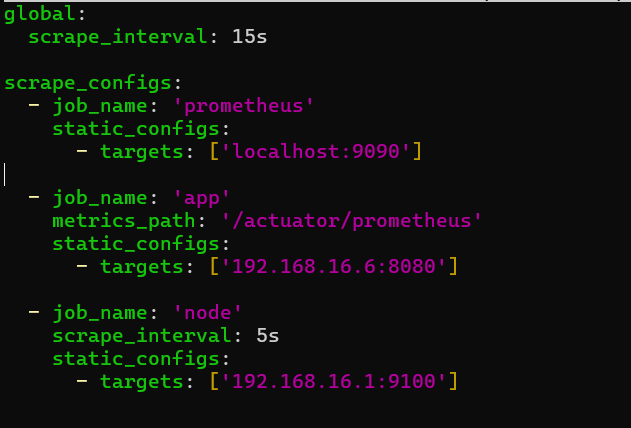 global:
  scrape_interval: 15s

scrape_configs:
  - job_name: 'prometheus'
    static_configs:
      - targets: ['localhost:9090']

  - job_name: 'app'
    metrics_path: '/actuator/prometheus'
    static_configs:
      - targets: ['192.168.16.6:8080']

  - job_name: 'node'
    scrape_interval: 5s
    static_configs:
      - targets: ['192.168.16.1:9100']